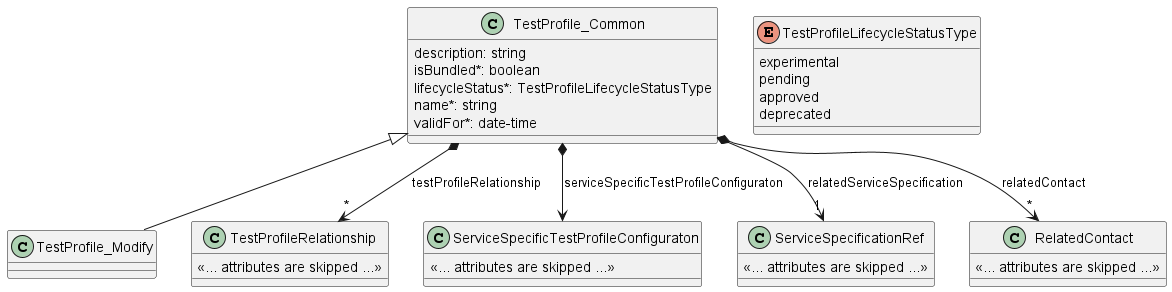 C TestProfile_Common
description: string
isBundled*: boolean
lifecycleStatus*: TestProfileLifecycleStatusType
name*: string
validFor*: date-time
E TestProfileLifecycleStatusType
experimental
pending
approved
deprecated
testProfileRelationship
serviceSpecificTestProfileConfiguraton
relatedServiceSpecification
relatedContact
*
1
*
C TestProfile_Modify
C TestProfileRelationship
«... attributes are skipped ...»
C ServiceSpecificTestProfileConfiguraton
«... attributes are skipped ...»
C ServiceSpecificationRef
«... attributes are skipped ...»
C RelatedContact
«... attributes are skipped ...»